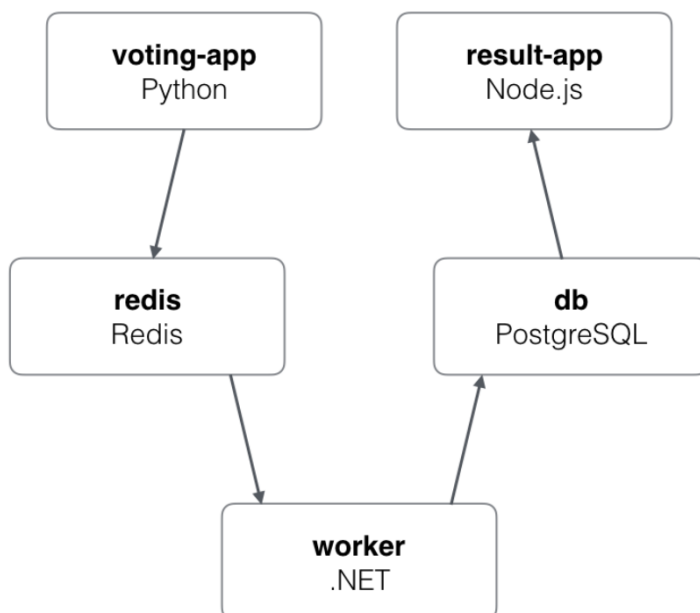 voting-app
Python
result-app
Node.js
redis
Redis
db
PostgreSQL
worker
.NET